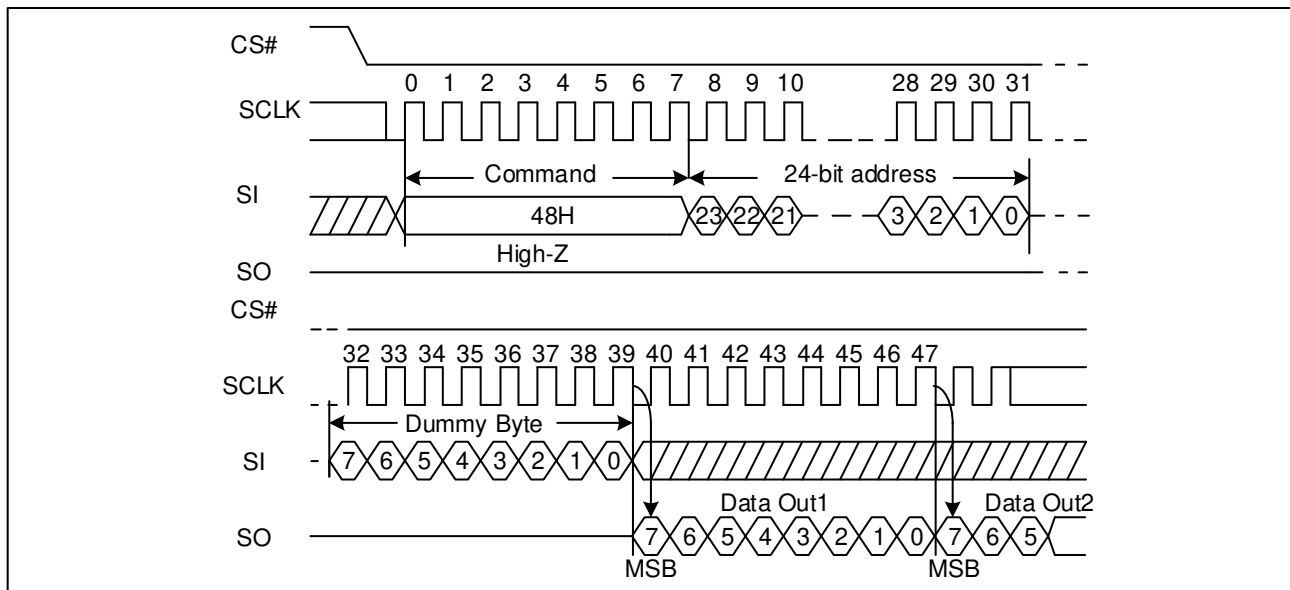 CS#
0 1 2 3 4 5 6 7 8 9 10 28 29 30 31
SCLK
Command 24-bit address
SI
48H 23 22 21 3 2 1 0
High-Z
SO
CS#
32 33 34 35 36 37 38 39 40 41 42 43 44 45 46 47
SCLK
Dummy Byte
SI 7 6 5 4 3 2 1 0
Data Out1 Data Out2
SO 7 6 5 4 3 2 1 0 7 6 5
MSB MSB